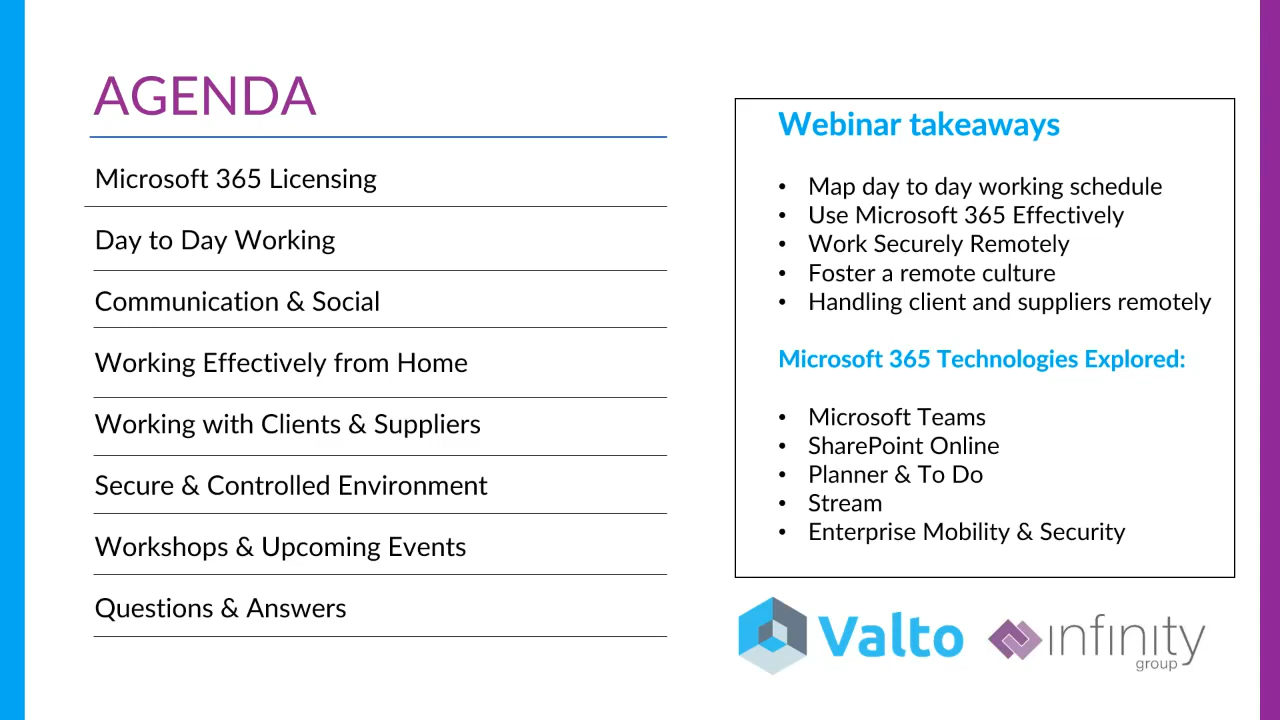 AGENDA
Microsoft 365 Licensing
Day to Day Working
Communication & Social
Working Effectively from Home
Working with Clients & Suppliers
Secure & Controlled Environment
Workshops & Upcoming Events
Questions & Answers
Webinar takeaways
• Map day to day working schedule
• Use Microsoft 365 Effectively
• Work Securely Remotely
• Foster a remote culture
• Handling client and suppliers remotely
Microsoft 365 Technologies Explored:
• Microsoft Teams
• SharePoint Online
• Planner & To Do
• Stream
• Enterprise Mobility & Security
Valto
infinity
group